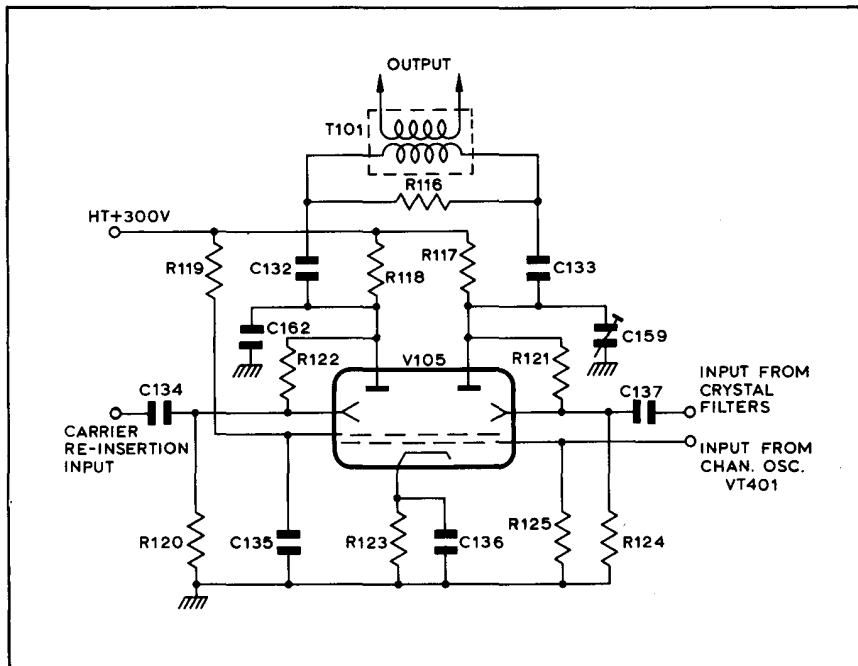 OUTPUT
T101
R116
HT+300V
R119
C132
R118
R117
C133
C162
C159
R122
V105
R121
C134
C137
INPUT FROM
CRYSTAL
FILTERS
CARRIER
RE-INSERTION
INPUT
INPUT FROM
CHAN. OSC.
VT401
R120
C135
R123
C136
R125
R124